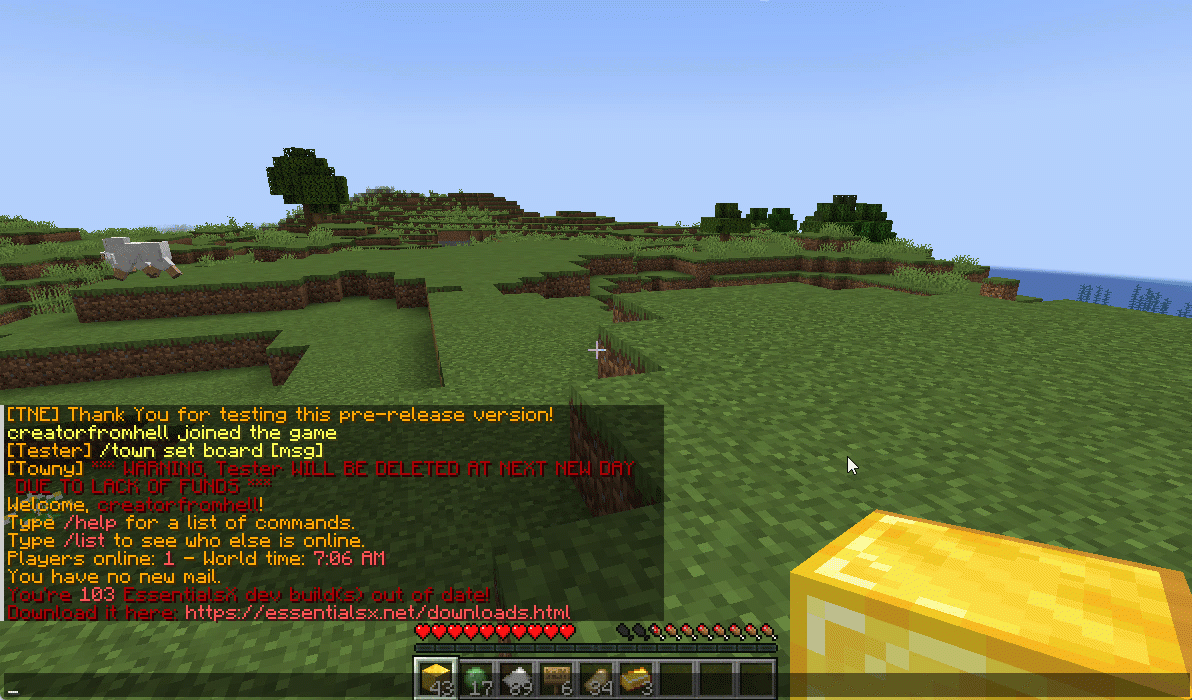 [TNE] Thank You for testing this pre-release version!
creatorfromhell joined the game
[Tester] /town set board [msg]
[Towny] *** WARNING, Tester WILL BE DELETED AT NEXT NEW DAY
DUE TO LACK OF FUNDS ***
Welcome, creatorfromhell!
Type /help for a list of commands.
Type /list to see who else is online.
Players online: 1 - World time: 7:06 AM
You have no new mail.
You're 103 EssentialsX dev build(s) out of date!
Download it here: https://essentialsx.net/downloads.html
43 17 89 6 34 3
_